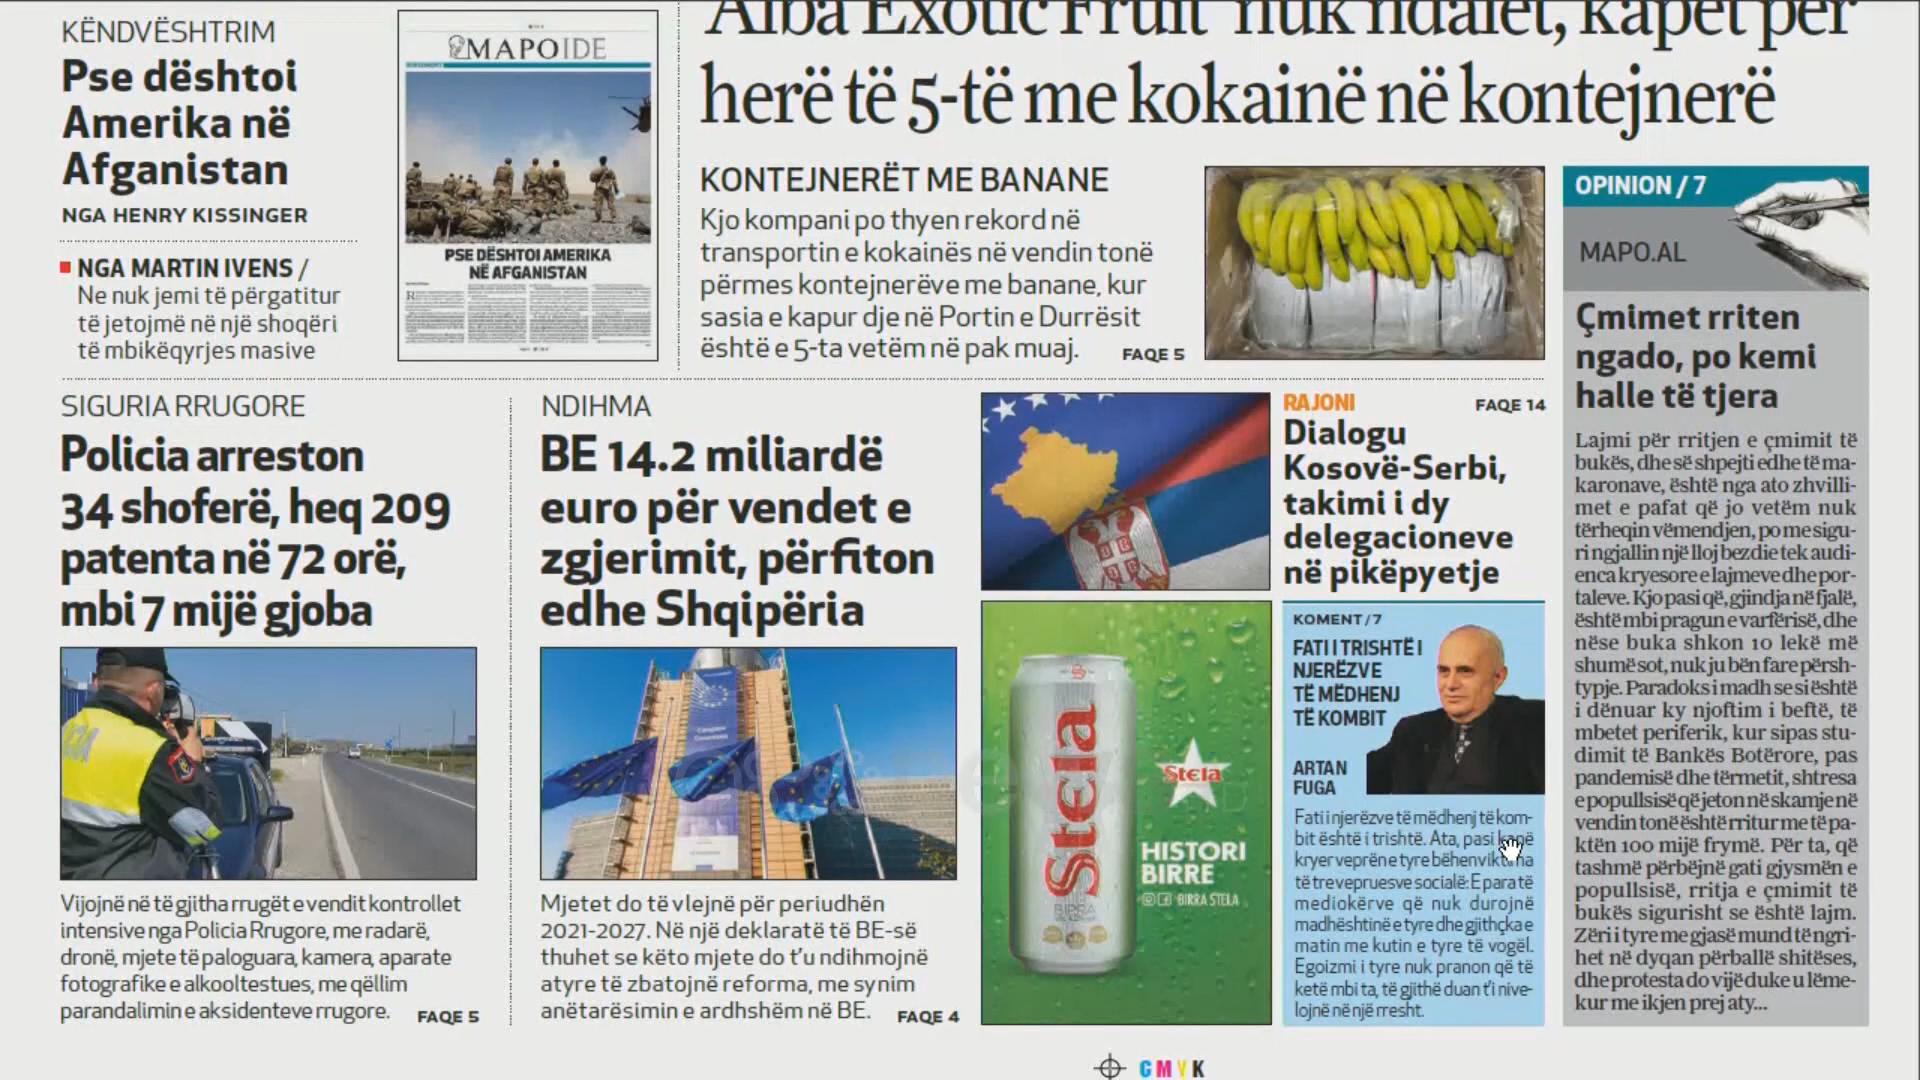 KËNDVËSHTRIM
Pse dështoi
Amerika në
Afganistan
NGA HENRY KISSINGER
NGA MARTIN IVENS /
Ne nuk jemi të përgatitur
të jetojmë në një shoqëri
të mbikëqyrjes masive
MAPOIDE
PSE DËSHTOI AMERIKA
NË AFGANISTAN
Alba Exotic Fruit' nuk ndalet, kapet për
herë të 5-të me kokainë në kontejnerë
KONTEJNERËT ME BANANE
Kjo kompani po thyen rekord në
transportin e kokainës në vendin tonë
përmes kontejnerëve me banane, kur
sasia e kapur dje në Portin e Durrësit
është e 5-ta vetëm në pak muaj.
FAQE 5
OPINION / 7
MAPO.AL
Çmimet rriten
ngado, po kemi
halle të tjera
Lajmi për rritjen e çmimit të
bukës, dhe së shpejti edhe të ma-
karonave, është nga ato zhvilli-
met e pafat që jo vetëm nuk
tërheqin vëmendjen, po me sigu-
ri ngjallin një lloj bezdie tek audi-
enca kryesore e lajmeve dhe por-
taleve. Kjo pasi që, gjindja në fjalë,
është mbi pragun e varfërisë, dhe
nëse buka shkon 10 lekë më
shumë sot, nuk ju bën fare përsh-
typje. Paradoksi madh se si është
i dënuar ky njoftim i beftë, të
mbetet periferik, kur sipas stu-
dimit të Bankës Botërore, pas
pandemisë dhe tërmetit, shtresa
e popullsisë që jeton në skamje në
vendin tonë është rritur me të pa-
ktën 100 mijë frymë. Për ta, që
tashmë përbëjnë gati gjysmën e
popullsisë, rritja e çmimit të
bukës sigurisht se është lajm.
Zëri i tyre me gjasë mund të ngri-
het në dyqan përballë shitëses,
dhe protesta do vijë duke u lëme-
kur me ikjen prej aty...
SIGURIA RRUGORE
Policia arreston
34 shoferë, heq 209
patenta në 72 orë,
mbi 7 mijë gjoba
Vijojnë në të gjitha rrugët e vendit kontrollet
intensive nga Policia Rrugore, me radarë,
dronë, mjete të paloguara, kamera, aparate
fotografike e alkooltestues, me qëllim
parandalimin e aksidenteve rrugore.
FAQE 5
NDIHMA
BE 14.2 miliardë
euro për vendet e
zgjerimit, përfiton
edhe Shqipëria
Mjetet do të vlejnë për periudhën
2021-2027. Në një deklaratë të BE-së
thuhet se këto mjete do t'u ndihmojnë
atyre të zbatojnë reforma, me synim
anëtarësimin e ardhshëm në BE.
FAQE 4
RAJONI
FAQE 14
Dialogu
Kosovë-Serbi,
takimi i dy
delegacioneve
në pikëpyetje
Stela
BIRRA
Stela
HISTORI
BIRRE
BIRRA STELA
KOMENT / 7
FATI I TRISHTË I
NJERËZVE
TË MËDHENJ
TË KOMBIT
ARTAN
FUGA
Fati i njerëzve të mëdhenj të kom-
bit është i trishtë. Ata, pasi kanë
kryer veprën e tyre bëhen viktima
të tre vepruesve socialë: E para të
mediokërve që nuk durojnë
madhështinë e tyre dhe gjithçka e
matin me kutin e tyre të vogël.
Egoizmi i tyre nuk pranon që të
ketë mbi ta, të gjithë duan t'i nive-
lojnë në një rresht.
CMYK